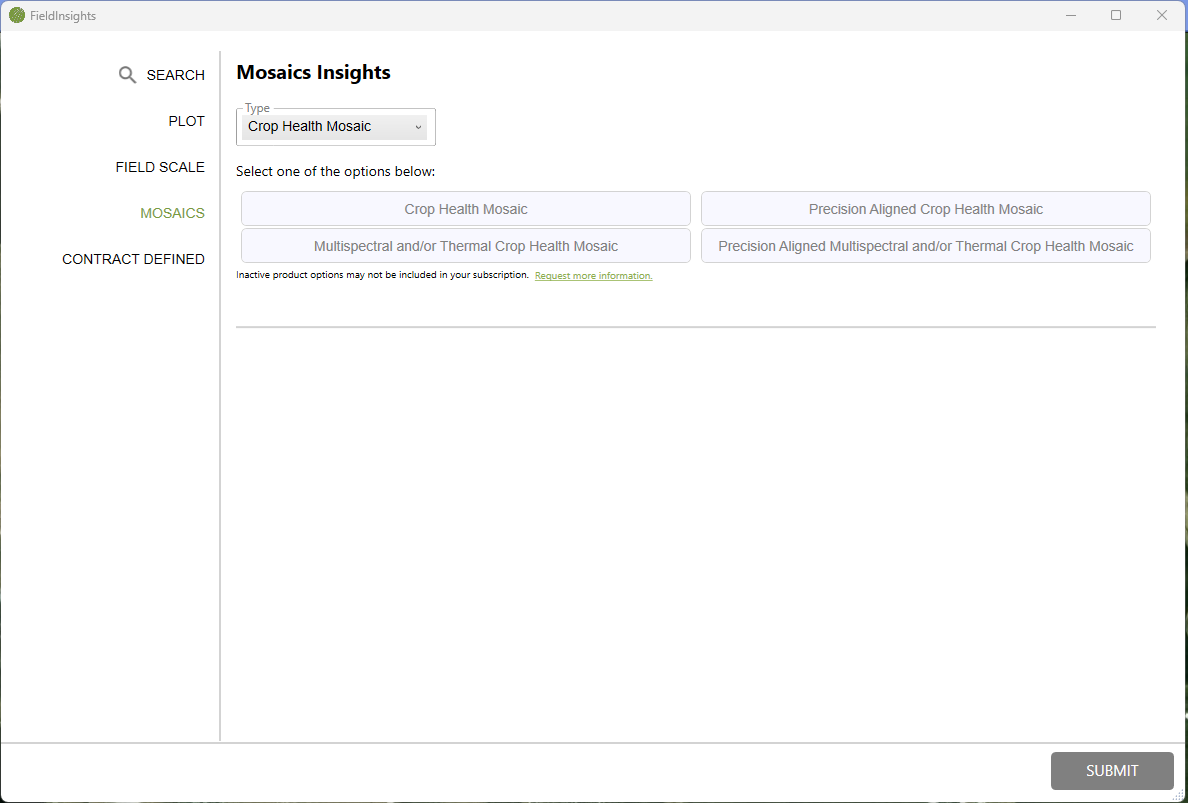 FieldInsights
SEARCH
PLOT
FIELD SCALE
MOSAICS
CONTRACT DEFINED
Mosaics Insights
Type
Crop Health Mosaic
Select one of the options below:
Crop Health Mosaic
Precision Aligned Crop Health Mosaic
Multispectral and/or Thermal Crop Health Mosaic
Precision Aligned Multispectral and/or Thermal Crop Health Mosaic
Inactive product options may not be included in your subscription. Request more information.
SUBMIT